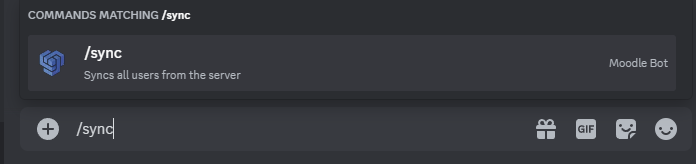 COMMANDS MATCHING /sync
/sync
Syncs all users from the server
Moodle Bot
/sync
GIF